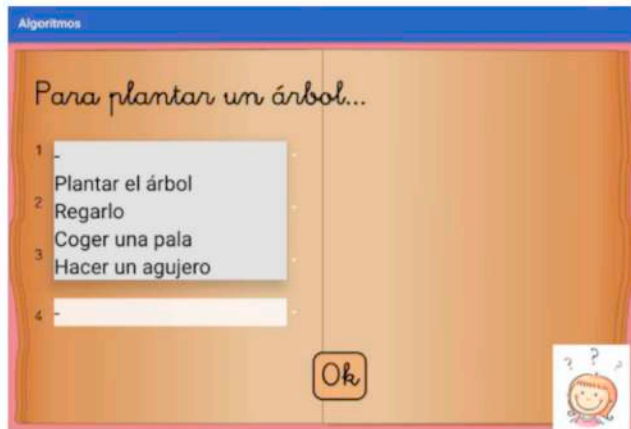 Algoritmos
Para plantar un árbol...
1 -
Plantar el árbol
2 Regarlo
Coger una pala
3 Hacer un agujero
4 -
Ok
? ? ?